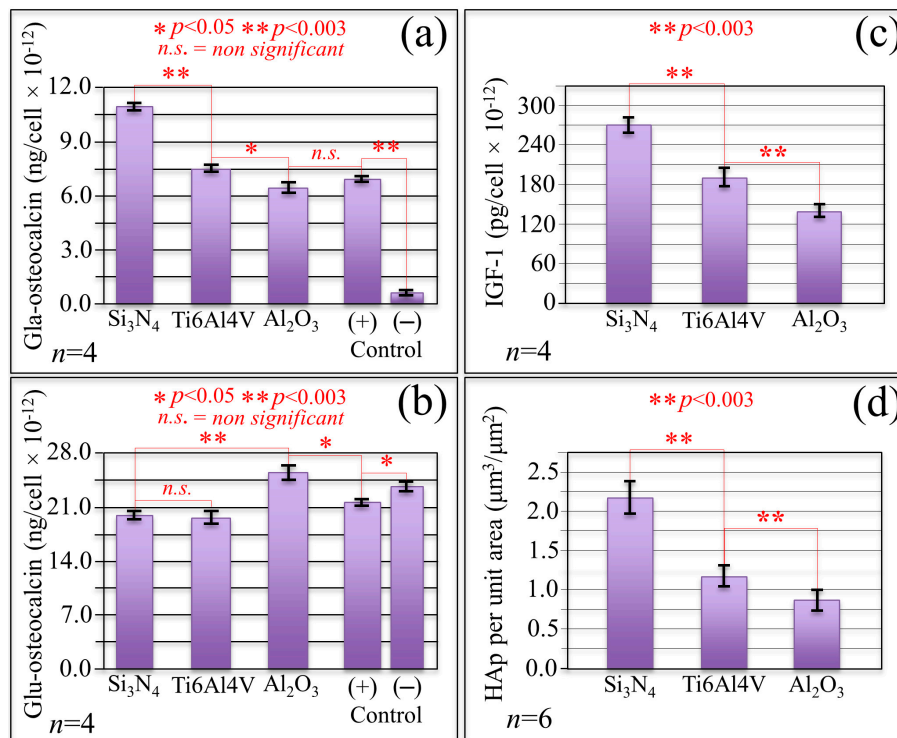 (a)
* p<0.05 ** p<0.003
n.s. = non significant
Gla-osteocalcin (ng/cell × 10⁻¹²)
12.0
9.0
6.0
3.0
0.0
**
*
n.s.
**
Si₃N₄ Ti6Al4V Al₂O₃ (+) (−)
Control
n=4
(b)
* p<0.05 ** p<0.003
n.s. = non significant
Glu-osteocalcin (ng/cell × 10⁻¹²)
28.0
21.0
14.0
7.0
0.0
**
*
*
n.s.
Si₃N₄ Ti6Al4V Al₂O₃ (+) (−)
Control
n=4
(c)
** p<0.003
IGF-1 (pg/cell × 10⁻¹²)
300
240
180
120
60
0
**
**
Si₃N₄ Ti6Al4V Al₂O₃
n=4
(d)
** p<0.003
HAp per unit area (μm³/μm²)
2.5
2.0
1.5
1.0
0.5
0.0
**
**
Si₃N₄ Ti6Al4V Al₂O₃
n=6